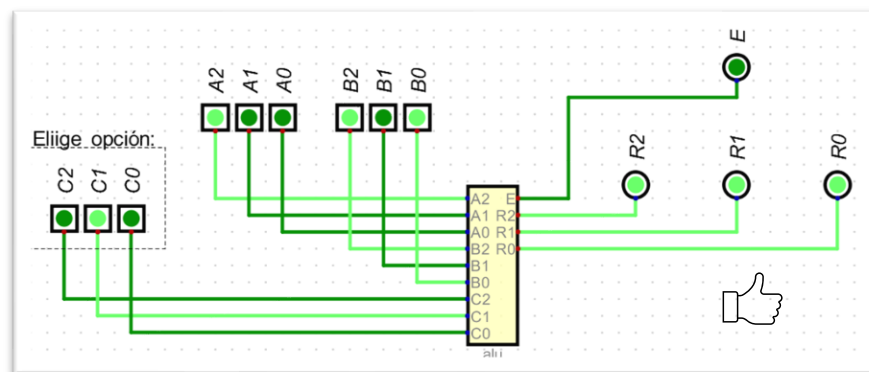 E
A2 A1 A0 B2 B1 B0
Eliige opción:
R2 R1 R0
C2 C1 C0
A2 E
A1 R2
A0 R1
B2 R0
B1
B0
C2
C1
C0
alu